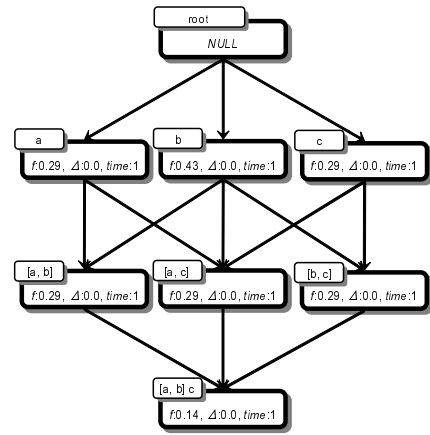 root
NULL
a
b
c
f:0.29, Δ:0.0, time:1
f:0.43, Δ:0.0, time:1
f:0.29, Δ:0.0, time:1
[a, b]
[a, c]
[b, c]
f:0.29, Δ:0.0, time:1
f:0.29, Δ:0.0, time:1
f:0.29, Δ:0.0, time:1
[a, b] c
f:0.14, Δ:0.0, time:1